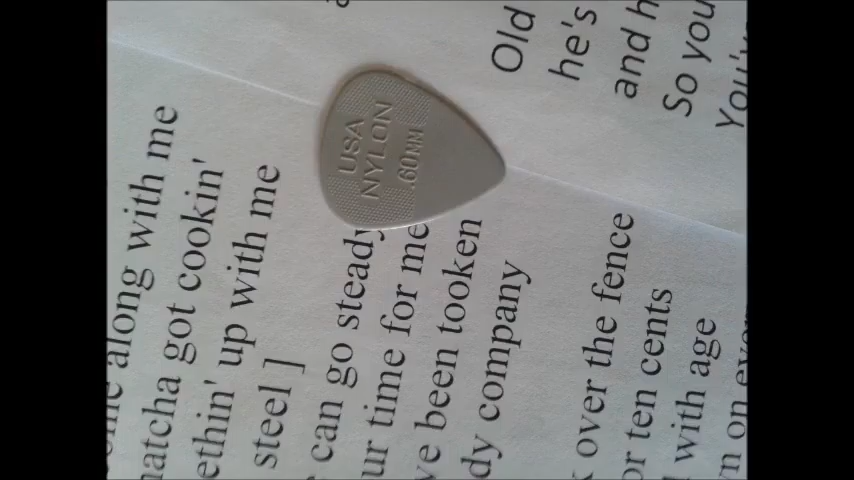 along with me
got cookin'
up with me
steel ]
can go steady
time for me
been tooken
company
over the fence
ten cents
with age
on
Old
he's
and
So you
You'v
USA
NYLON
.60MM